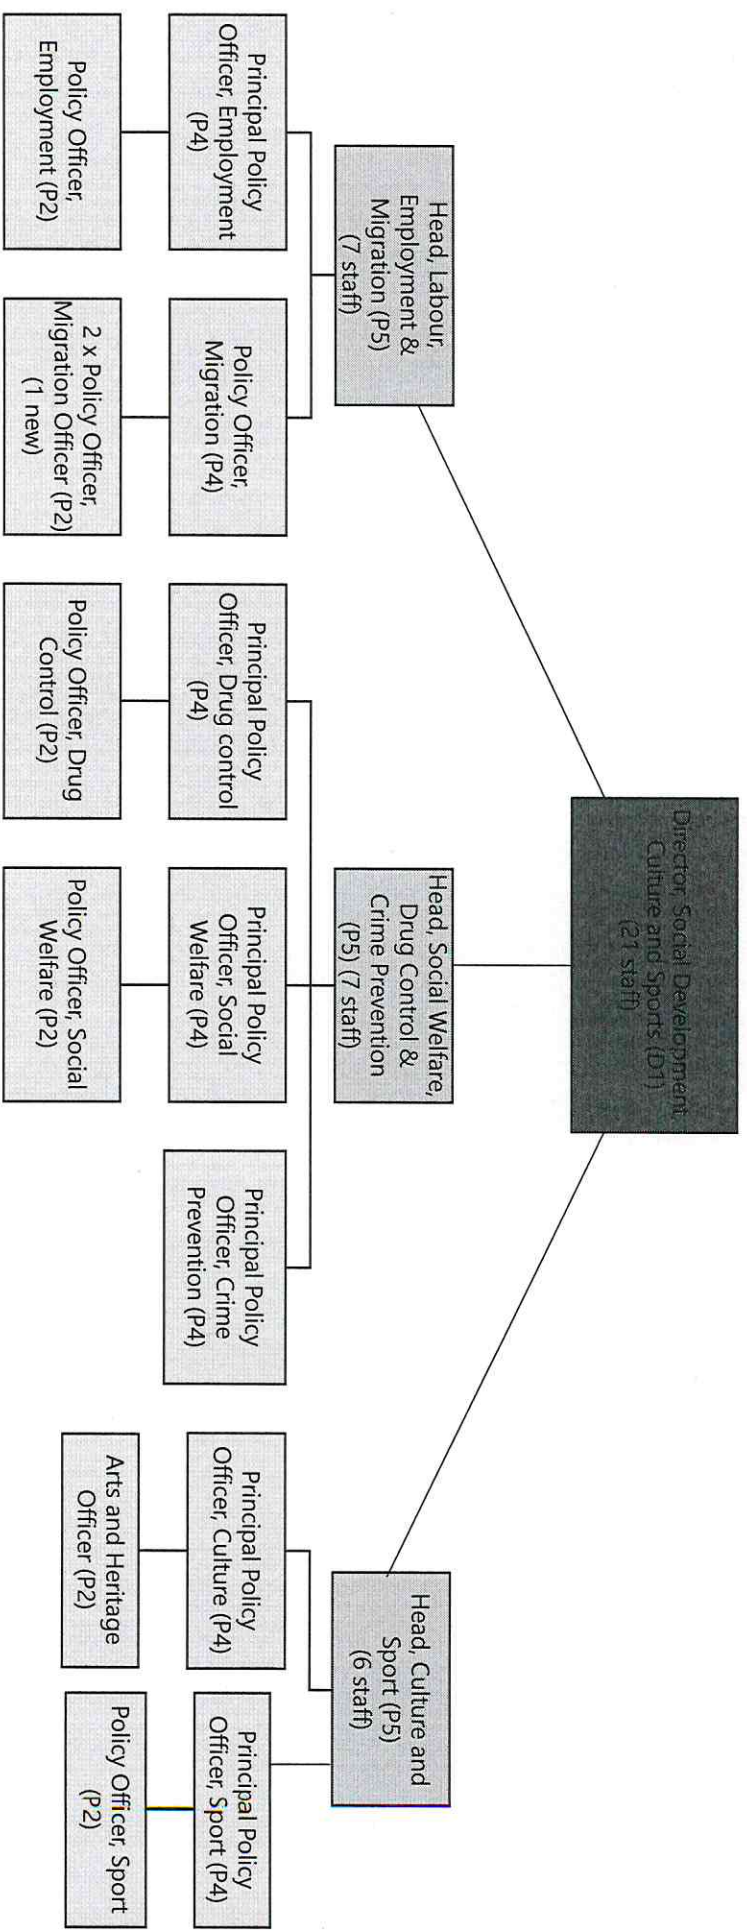 Director, Social Development,
Culture and Sports (D1)
(21 staff)
Head, Labour,
Employment &
Migration (P5)
(7 staff)
Head, Social Welfare,
Drug Control &
Crime Prevention
(P5) (7 staff)
Head, Culture and
Sport (P5)
(6 staff)
Principal Policy
Officer, Employment
(P4)
Policy Officer,
Migration (P4)
Principal Policy
Officer, Drug control
(P4)
Principal Policy
Officer, Social
Welfare (P4)
Principal Policy
Officer, Crime
Prevention (P4)
Principal Policy
Officer, Culture (P4)
Principal Policy
Officer, Sport (P4)
Policy Officer,
Employment (P2)
2 x Policy Officer,
Migration Officer (P2)
(1 new)
Policy Officer, Drug
Control (P2)
Policy Officer, Social
Welfare (P2)
Arts and Heritage
Officer (P2)
Policy Officer, Sport
(P2)